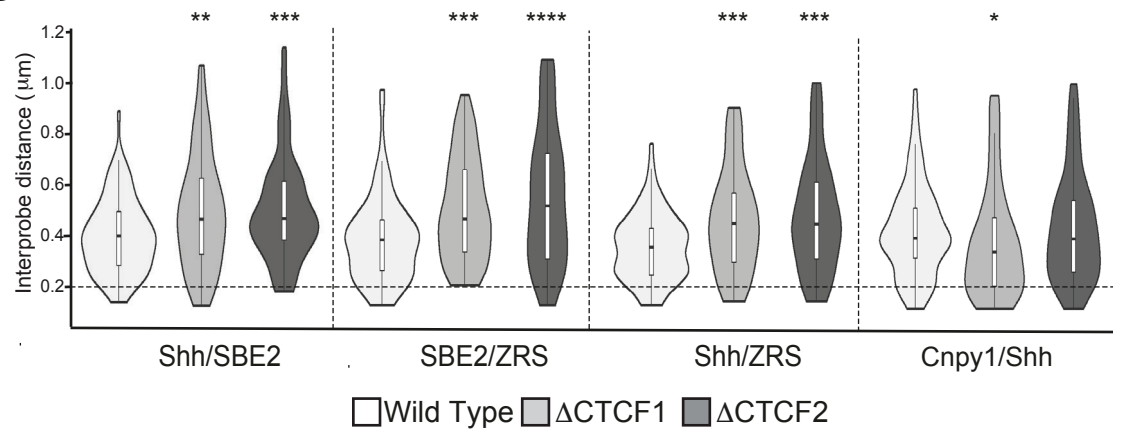 ** *** *** **** *** *** *
1.2
1.0
0.8
0.6
0.4
0.2
Interprobe distance (μm)
Shh/SBE2 SBE2/ZRS Shh/ZRS Cnpy1/Shh
Wild Type ΔCTCF1 ΔCTCF2